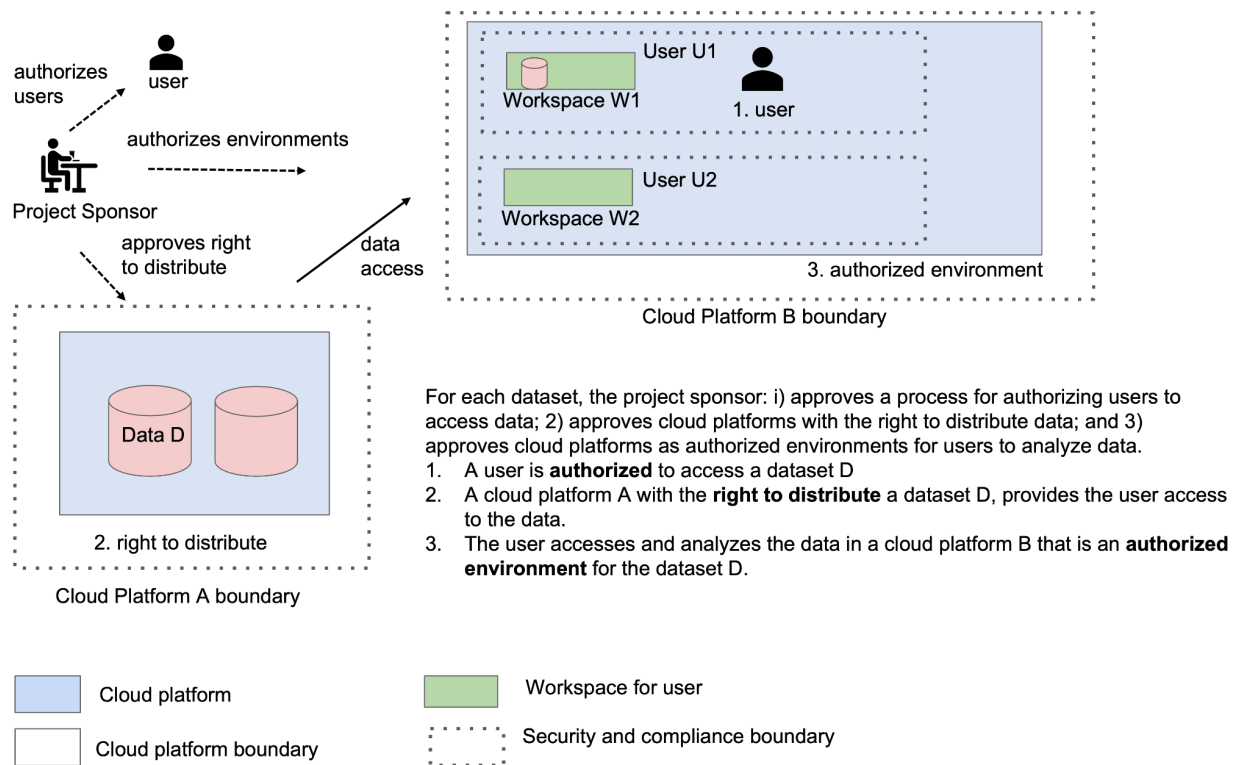 authorizes
users
user
authorizes environments
Project Sponsor
approves right
to distribute
data
access
User U1
Workspace W1
1. user
User U2
Workspace W2
3. authorized environment
Cloud Platform B boundary
Data D
2. right to distribute
Cloud Platform A boundary
For each dataset, the project sponsor: i) approves a process for authorizing users to
access data; 2) approves cloud platforms with the right to distribute data; and 3)
approves cloud platforms as authorized environments for users to analyze data.
1. A user is authorized to access a dataset D
2. A cloud platform A with the right to distribute a dataset D, provides the user access
to the data.
3. The user accesses and analyzes the data in a cloud platform B that is an authorized
environment for the dataset D.
Cloud platform
Workspace for user
Cloud platform boundary
Security and compliance boundary